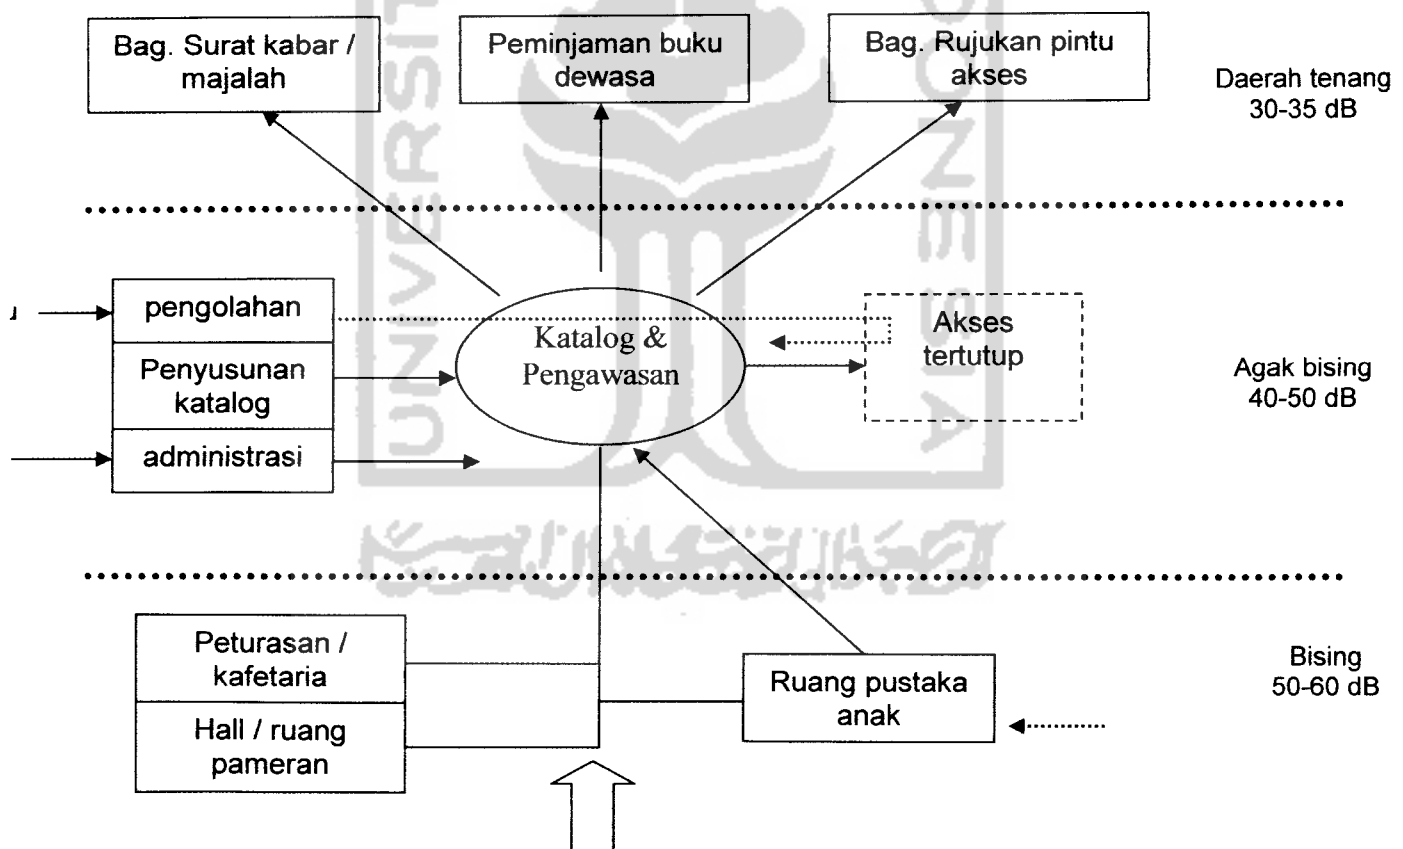 Bag. Surat kabar /
majalah
Peminjaman buku
dewasa
Bag. Rujukan pintu
akses
Daerah tenang
30-35 dB
pengolahan
Penyusunan
katalog
administrasi
Katalog &
Pengawasan
Akses
tertutup
Agak bising
40-50 dB
Peturasan /
kafetaria
Hall / ruang
pameran
Ruang pustaka
anak
Bising
50-60 dB